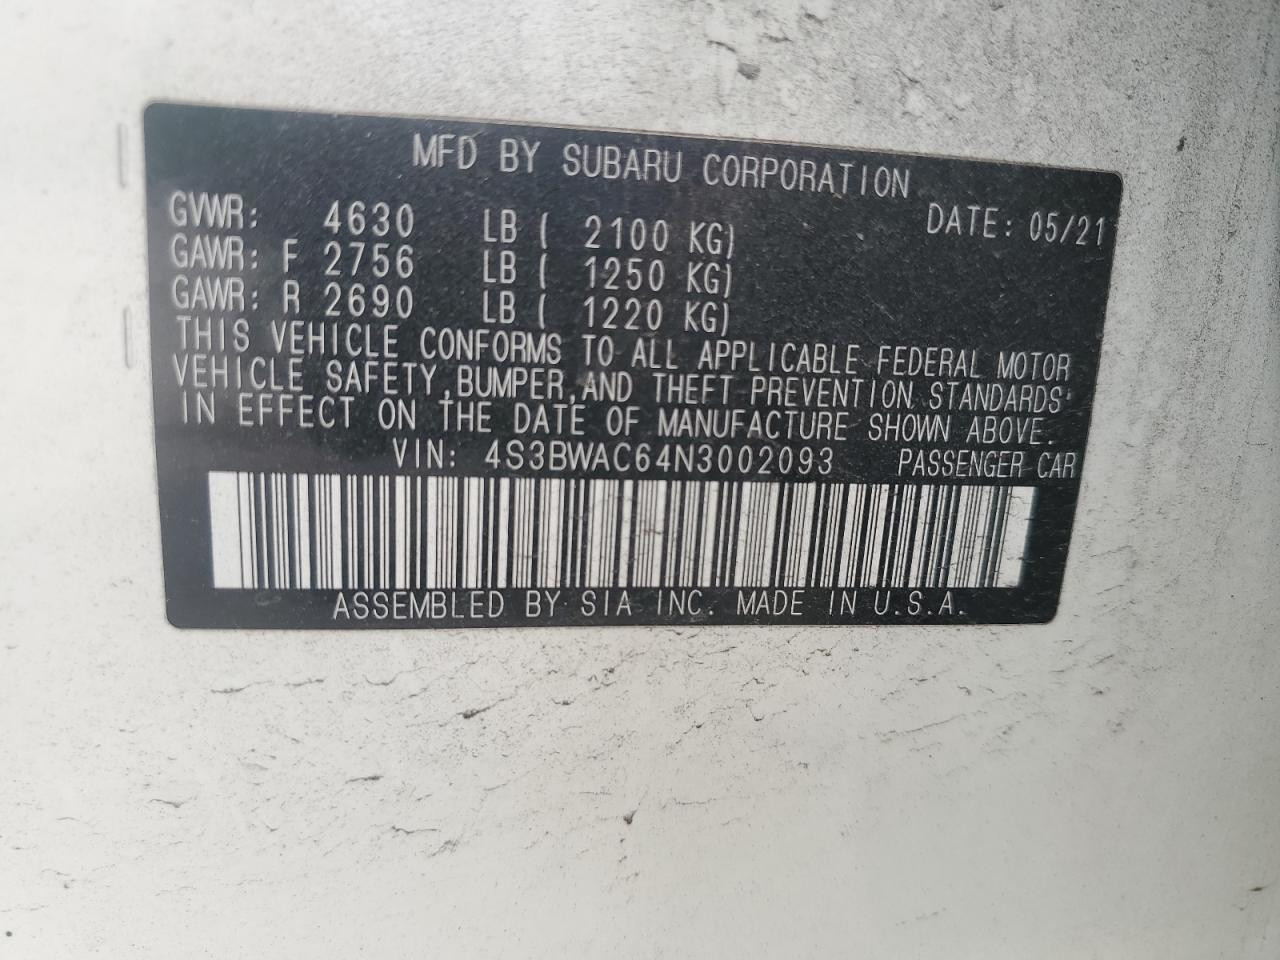 MFD BY SUBARU CORPORATION
DATE: 05/21
GVWR: 4630 LB ( 2100 KG)
GAWR: F 2756 LB ( 1250 KG)
GAWR: R 2690 LB ( 1220 KG)
THIS VEHICLE CONFORMS TO ALL APPLICABLE FEDERAL MOTOR
VEHICLE SAFETY,BUMPER,AND THEFT PREVENTION STANDARDS
IN EFFECT ON THE DATE OF MANUFACTURE SHOWN ABOVE.
VIN: 4S3BWAC64N3002093 PASSENGER CAR
ASSEMBLED BY SIA INC. MADE IN U.S.A.